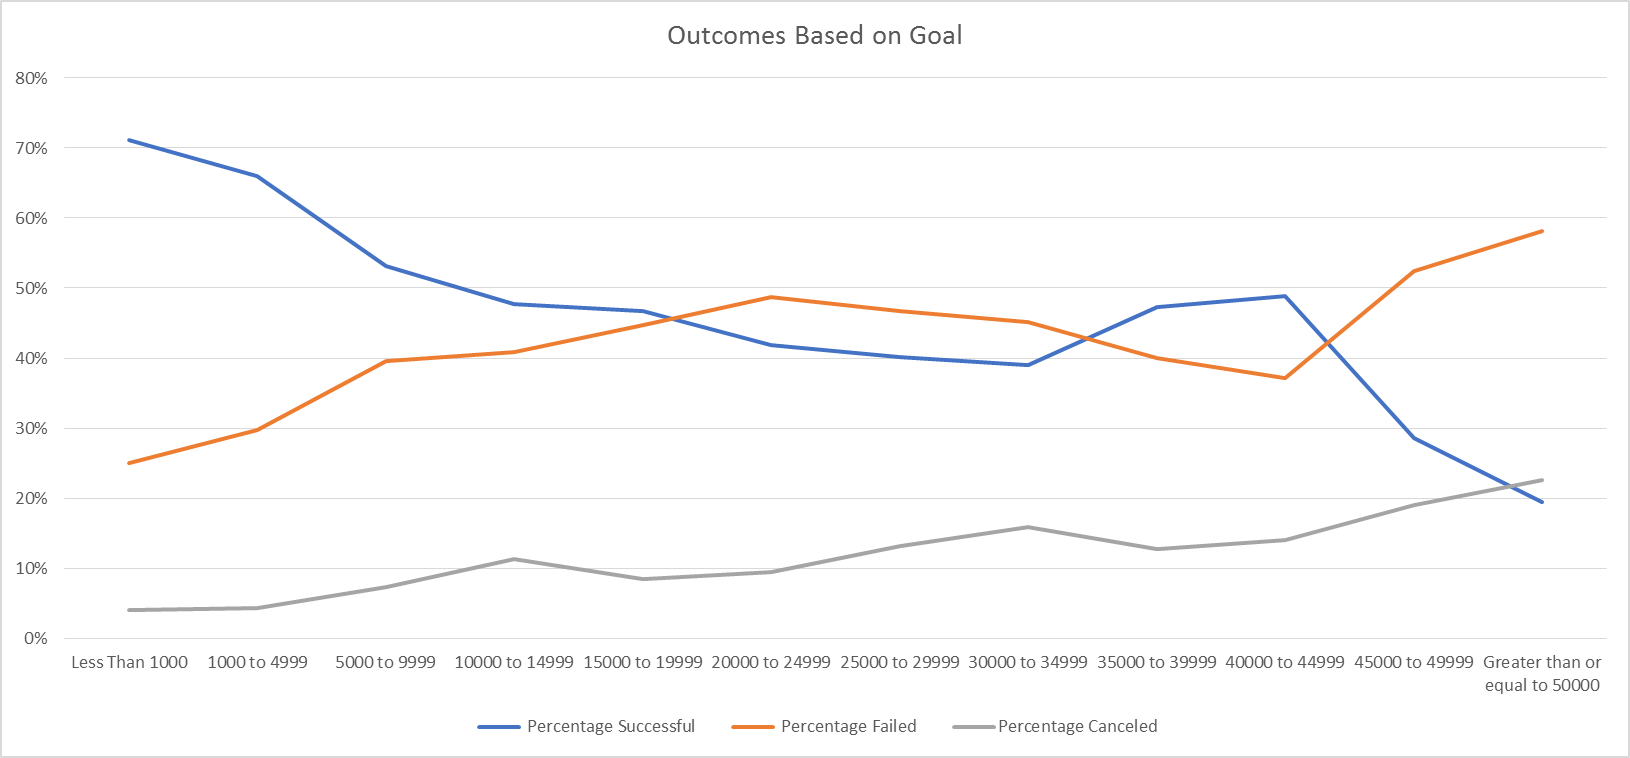 Outcomes Based on Goal
80%
70%
60%
50%
40%
30%
20%
10%
0%
Less Than 1000 1000 to 4999 5000 to 9999 10000 to 14999 15000 to 19999 20000 to 24999 25000 to 29999 30000 to 34999 35000 to 39999 40000 to 44999 45000 to 49999 Greater than or
equal to 50000
Percentage Successful Percentage Failed Percentage Canceled